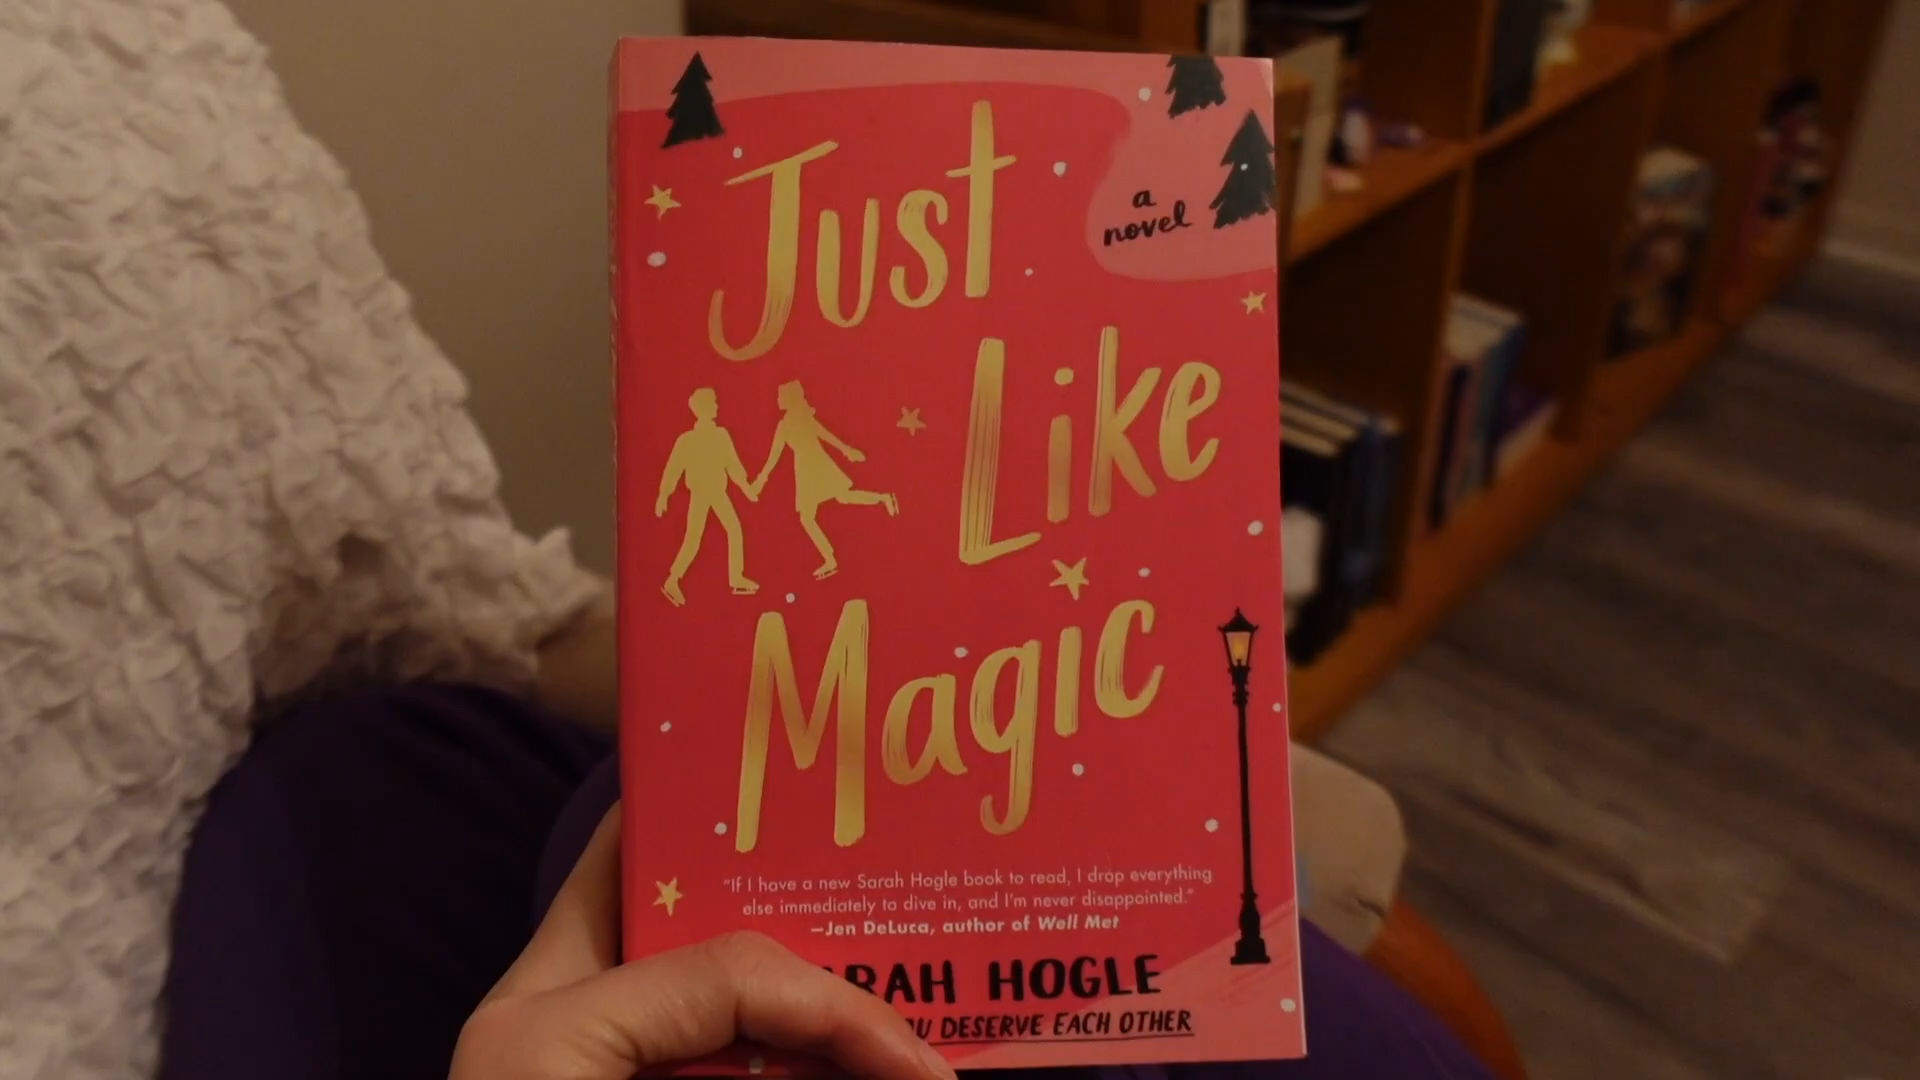 Just
a
novel
Like
Magic
"If I have a new Sarah Hogle book to read, I drop everything
else immediately to dive in, and I'm never disappointed."
—Jen DeLuca, author of Well Met
HOGLE
DESERVE EACH OTHER